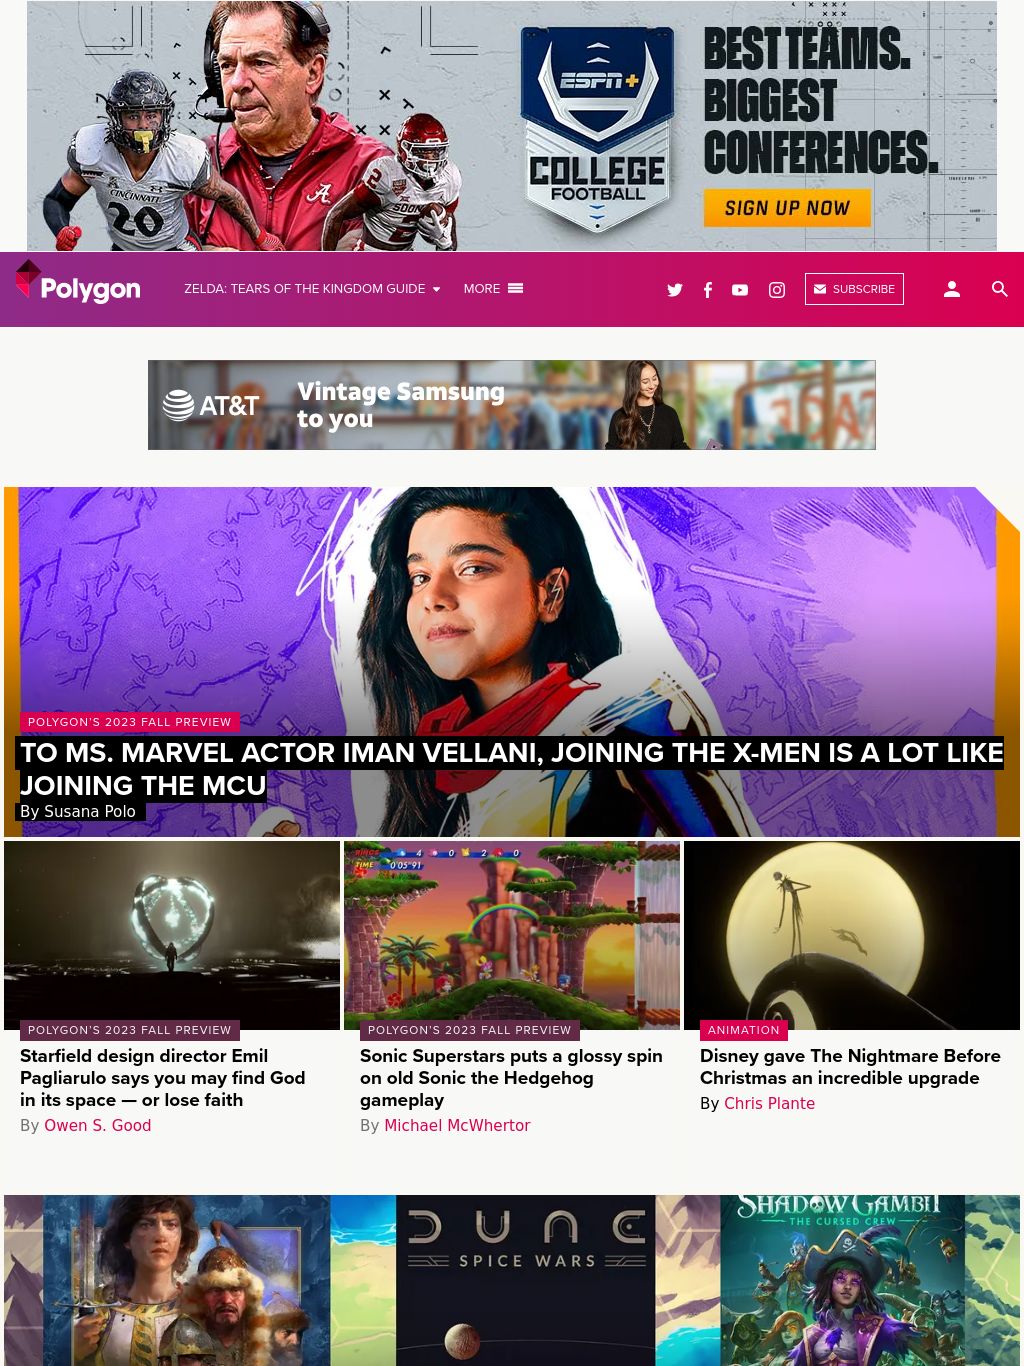 BEST TEAMS.
BIGGEST
CONFERENCES.
ESPN+
COLLEGE
FOOTBALL
SIGN UP NOW
CINCINNATI
20
A
2
Polygon
ZELDA: TEARS OF THE KINGDOM GUIDE
MORE
SUBSCRIBE
AT&T
Vintage Samsung
to you
POLYGON'S 2023 FALL PREVIEW
TO MS. MARVEL ACTOR IMAN VELLANI, JOINING THE X-MEN IS A LOT LIKE
JOINING THE MCU
By Susana Polo
RINGS 4 0 2 0
TIME 0'05"91
POLYGON'S 2023 FALL PREVIEW
Starfield design director Emil
Pagliarulo says you may find God
in its space — or lose faith
By Owen S. Good
POLYGON'S 2023 FALL PREVIEW
Sonic Superstars puts a glossy spin
on old Sonic the Hedgehog
gameplay
By Michael McWhertor
ANIMATION
Disney gave The Nightmare Before
Christmas an incredible upgrade
By Chris Plante
DUNE
SPICE WARS
SHADOW GAMBIT
THE CURSED CREW